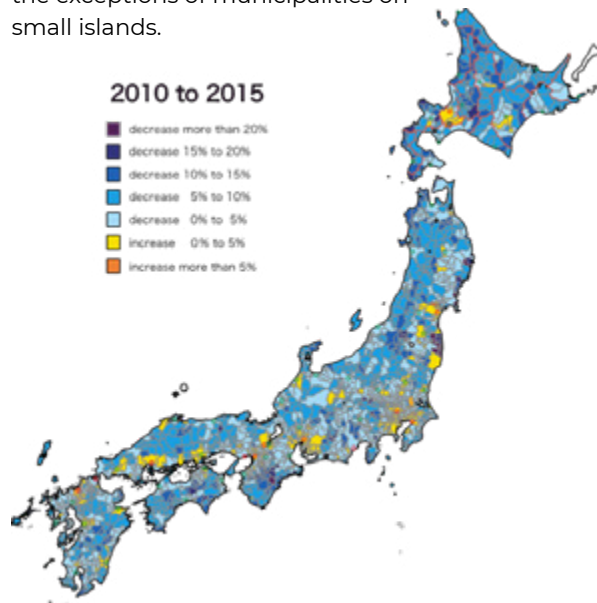 the exceptions of municipalities on
small islands.
2010 to 2015
decrease more than 20%
decrease 15% to 20%
decrease 10% to 15%
decrease 5% to 10%
decrease 0% to 5%
increase 0% to 5%
increase more than 5%